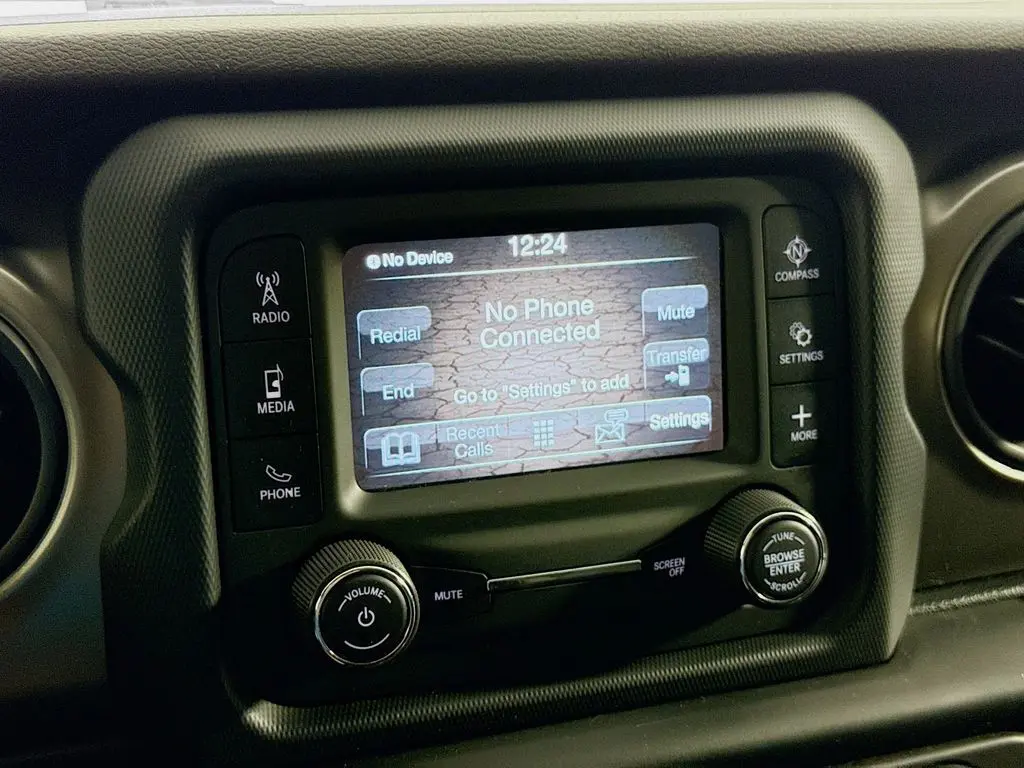 No Device
12:24
No Phone
Connected
Redial
Mute
End
Transfer
Go to "Settings" to add
Recent
Calls
Settings
RADIO
MEDIA
PHONE
N
COMPASS
SETTINGS
MORE
VOLUME
MUTE
SCREEN
OFF
TUNE
BROWSE
ENTER
SCROLL